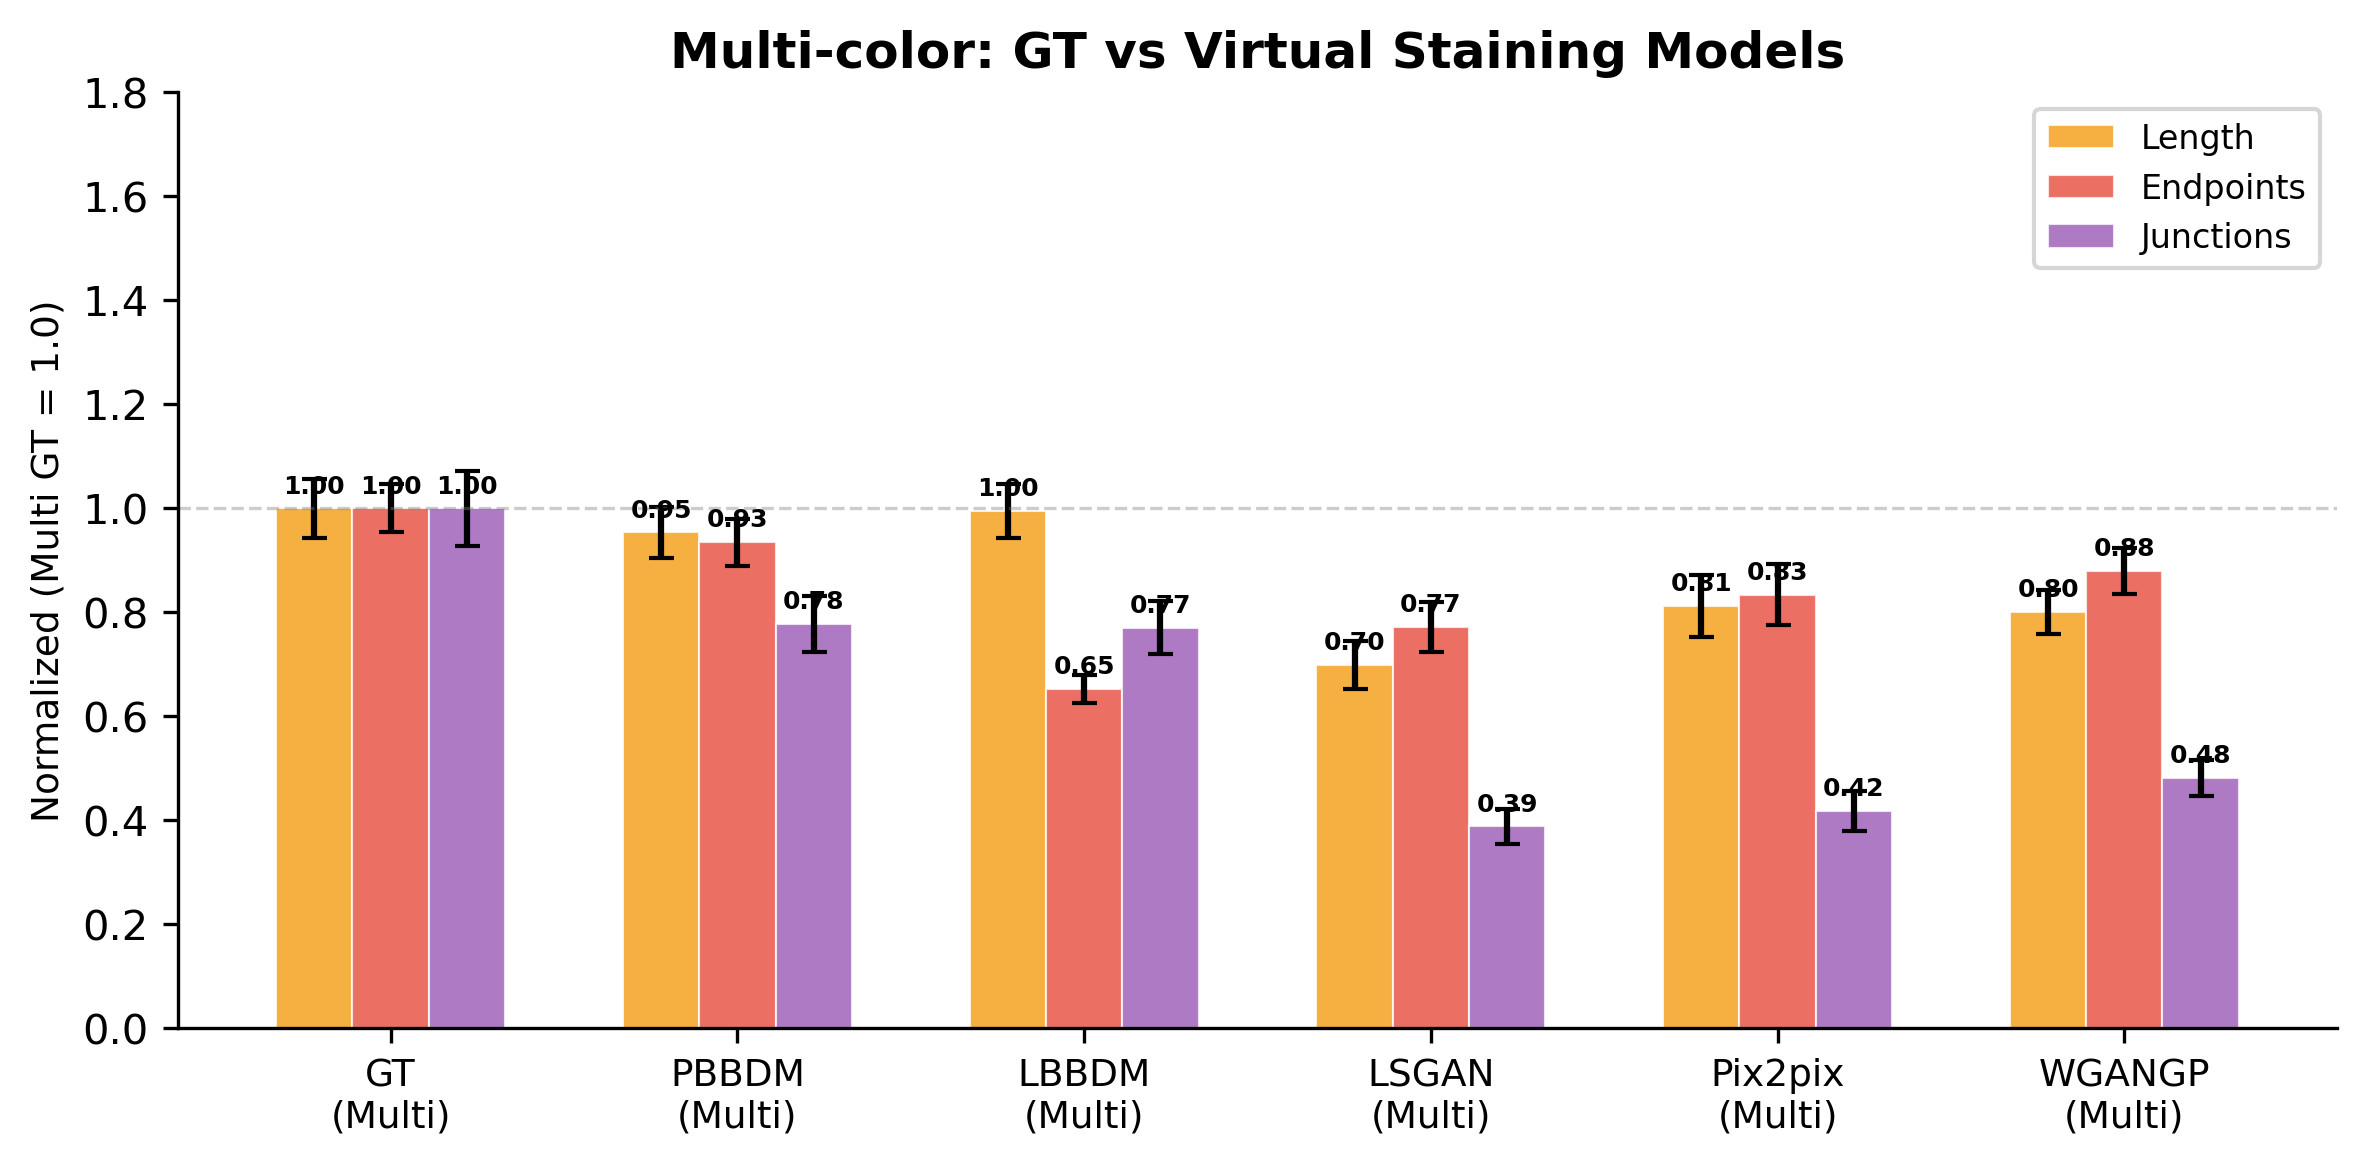 Multi-color: GT vs Virtual Staining Models
Normalized (Multi GT = 1.0)
1.8
1.6
1.4
1.2
1.0
0.8
0.6
0.4
0.2
0.0
Length
Endpoints
Junctions
1.00 1.00 1.00
0.95 0.93 0.78
1.00 0.65 0.77
0.70 0.77 0.39
0.81 0.83 0.42
0.80 0.88 0.48
GT
(Multi)
PBBDM
(Multi)
LBBDM
(Multi)
LSGAN
(Multi)
Pix2pix
(Multi)
WGANGP
(Multi)